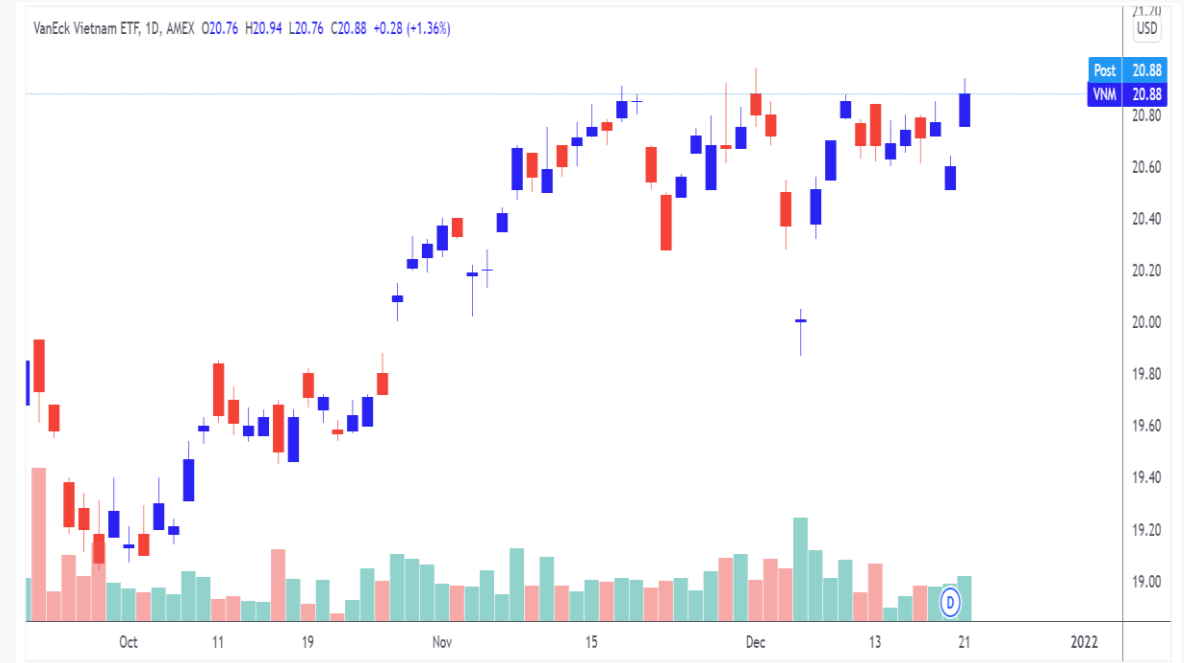 21.70
VanEck Vietnam ETF, 1D, AMEX O20.76 H20.94 L20.76 C20.88 +0.28 (+1.36%)
USD
Post 20.88
VNM 20.88
20.80
20.60
20.40
20.20
20.00
19.80
19.60
19.40
19.20
19.00
D
Oct 11 19 Nov 15 Dec 13 21 2022